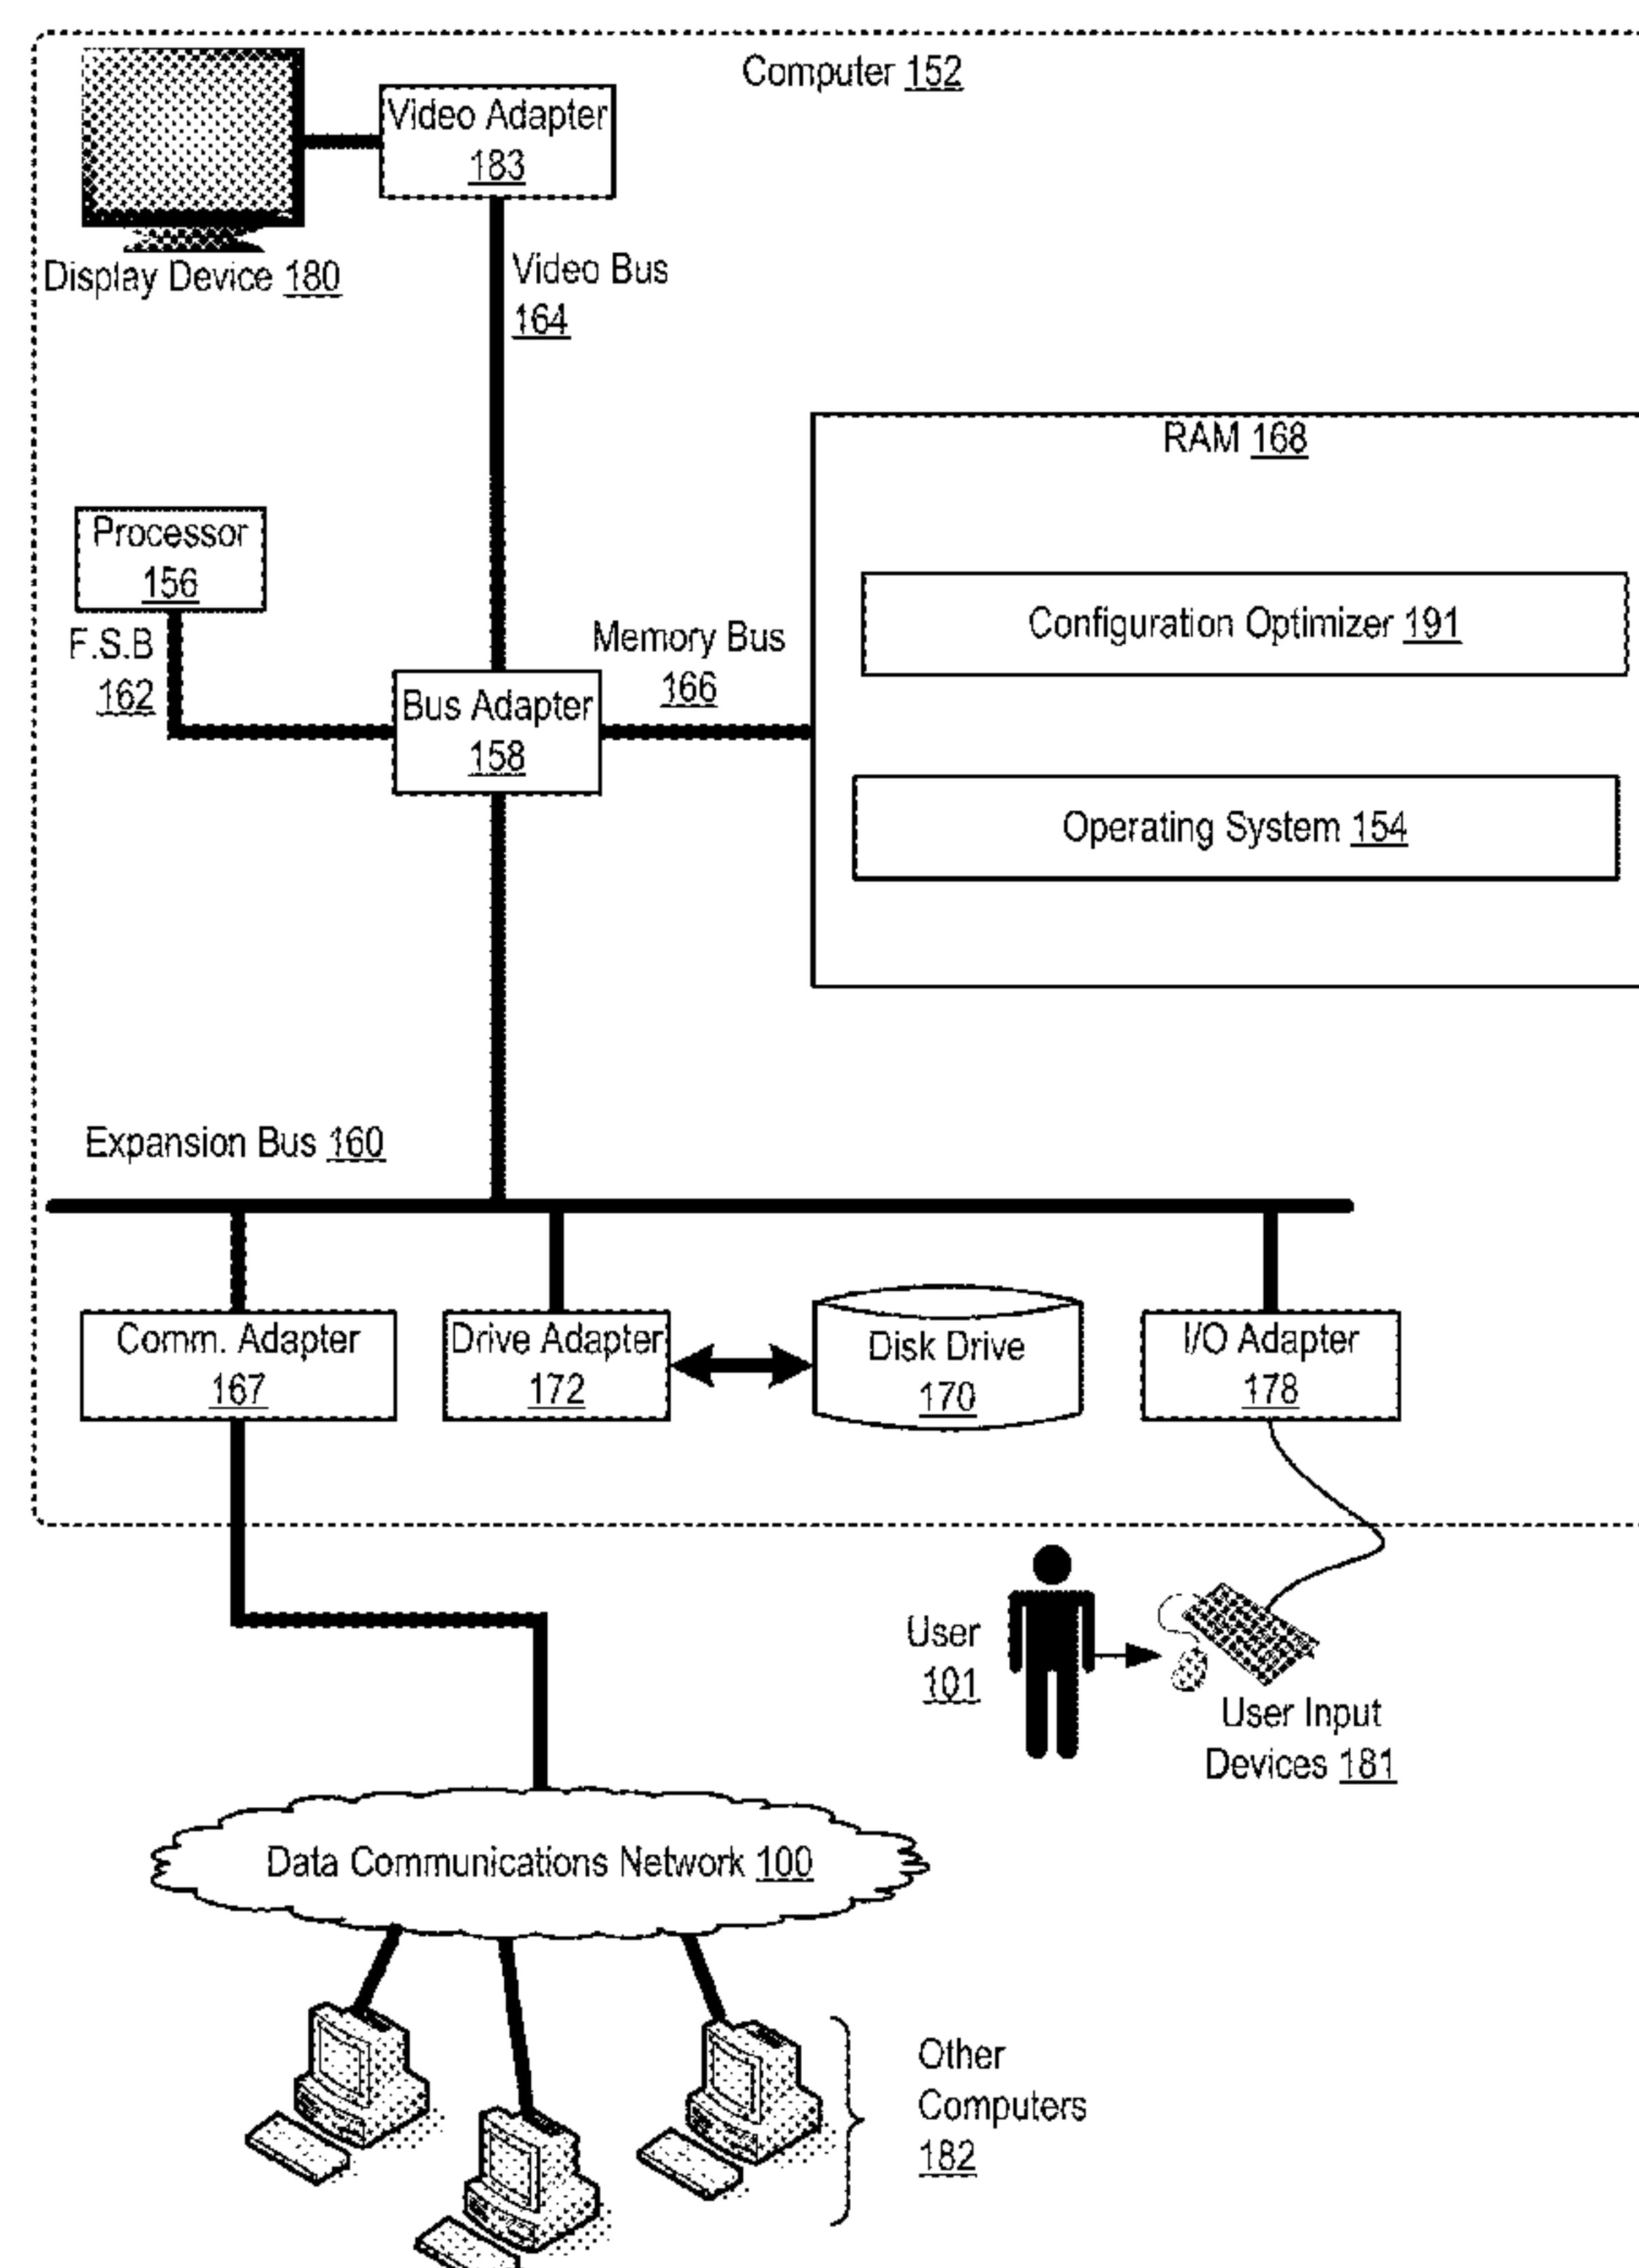 Computer 152
Video Adapter
183
Display Device 180
Video Bus
164
RAM 168
Processor
156
Configuration Optimizer 191
F.S.B
162
Memory Bus
166
Bus Adapter
158
Operating System 154
Expansion Bus 160
Comm. Adapter
167
Drive Adapter
172
Disk Drive
170
I/O Adapter
178
User
101
User Input
Devices 181
Data Communications Network 100
Other
Computers
182